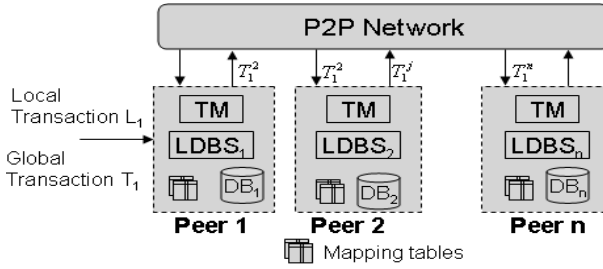 P2P Network
T₁² T₁² T₁ʲ T₁ⁿ
Local
Transaction L₁
Global
Transaction T₁
TM TM TM
LDBS₁ LDBS₂ LDBSₙ
DB₁ DB₂ DBₙ
Peer 1 Peer 2 Peer n
Mapping tables